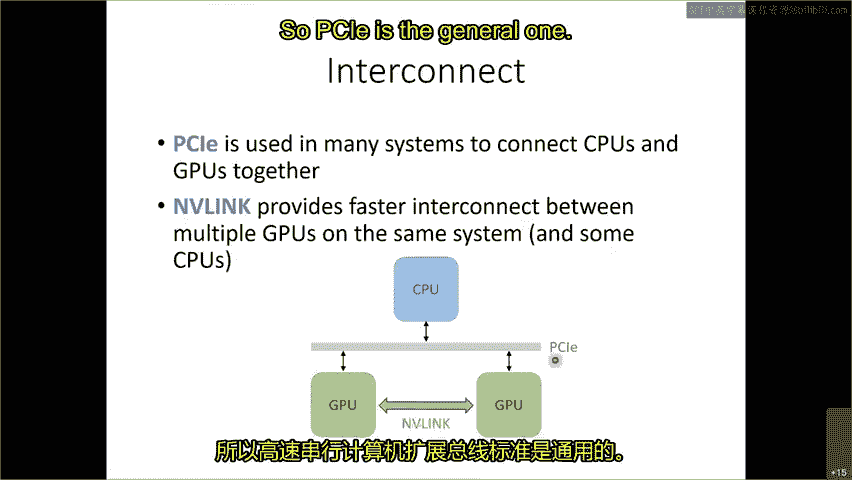 So PCIe is the general one.
Interconnect
• PCIe is used in many systems to connect CPUs and
GPUs together
• NVLINK provides faster interconnect between
multiple GPUs on the same system (and some
CPUs)
CPU
PCIe
GPU
GPU
NVLINK
所以高速串行计算机扩展总线标准是通用的。
+15